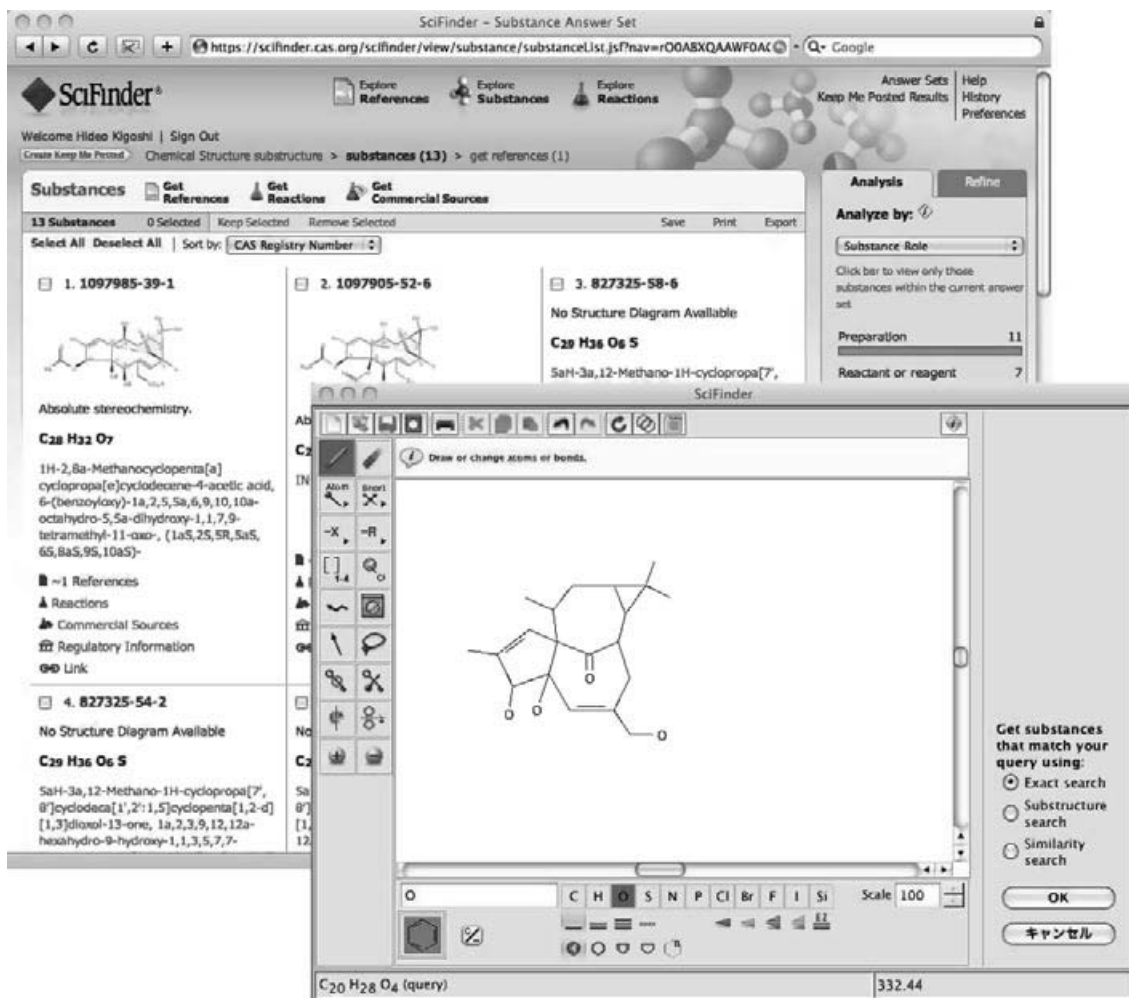 SciFinder – Substance Answer Set
https://scifinder.cas.org/scifinder/view/substance/substanceList.jsf?nav=rO0ABXQAAWF0A
Google
SciFinder®
Explore References
Explore Substances
Explore Reactions
Answer Sets
Keep Me Posted Results
Help
History
Preferences
Welcome Hideo Kigoshi | Sign Out
Create Keep Me Posted
Chemical Structure substructure > substances (13) > get references (1)
Substances
Get References
Get Reactions
Get Commercial Sources
13 Substances 0 Selected Keep Selected Remove Selected Save Print Export
Select All Deselect All | Sort by: CAS Registry Number
1. 1097985-39-1
Absolute stereochemistry.
C28 H32 O7
1H-2,8a-Methanocyclopenta[a]
cyclopropa[e]cyclodecene-4-acetic acid,
6-(benzoyloxy)-1a,2,5,5a,6,9,10,10a-
octahydro-5,5a-dihydroxy-1,1,7,9-
tetramethyl-11-oxo-, (1aS,2S,5R,5aS,
6S,8aS,9S,10aS)-
~1 References
Reactions
Commercial Sources
Regulatory Information
Link
2. 1097905-52-6
Ab
3. 827325-58-6
No Structure Diagram Available
C29 H36 O6 S
5aH-3a,12-Methano-1H-cyclopropa[7',
4. 827325-54-2
No Structure Diagram Available
C29 H36 O6 S
5aH-3a,12-Methano-1H-cyclopropa[7',
8']cyclodeca[1',2':1,5]cyclopenta[1,2-d]
[1,3]dioxol-13-one, 1a,2,3,9,12,12a-
hexahydro-9-hydroxy-1,1,3,5,7,7-
Analysis
Refine
Analyze by:
Substance Role
Click bar to view only those
substances within the current answer
set
Preparation 11
Reactant or reagent 7
SciFinder
Draw or change atoms or bonds.
Atom
-X
-R
1-4
O
O
O
O
Get substances
that match your
query using:
Exact search
Substructure
search
Similarity
search
OK
キャンセル
O
C H O S N P Cl Br F I Si
Scale 100
C20 H28 O4 (query)
332.44